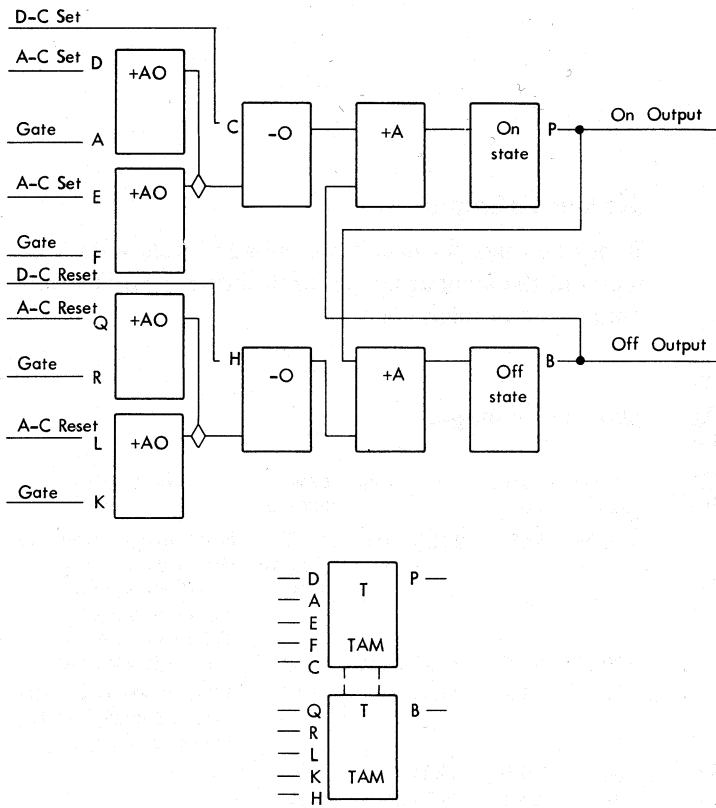 D-C Set
A-C Set D
+AO
Gate A
C
-O
+A
On state
P
On Output
A-C Set E
+AO
Gate F
D-C Reset
A-C Reset Q
+AO
Gate R
H
-O
+A
Off state
B
Off Output
A-C Reset L
+AO
Gate K
D T P
A
E
F TAM
C
Q T B
R
L
K TAM
H